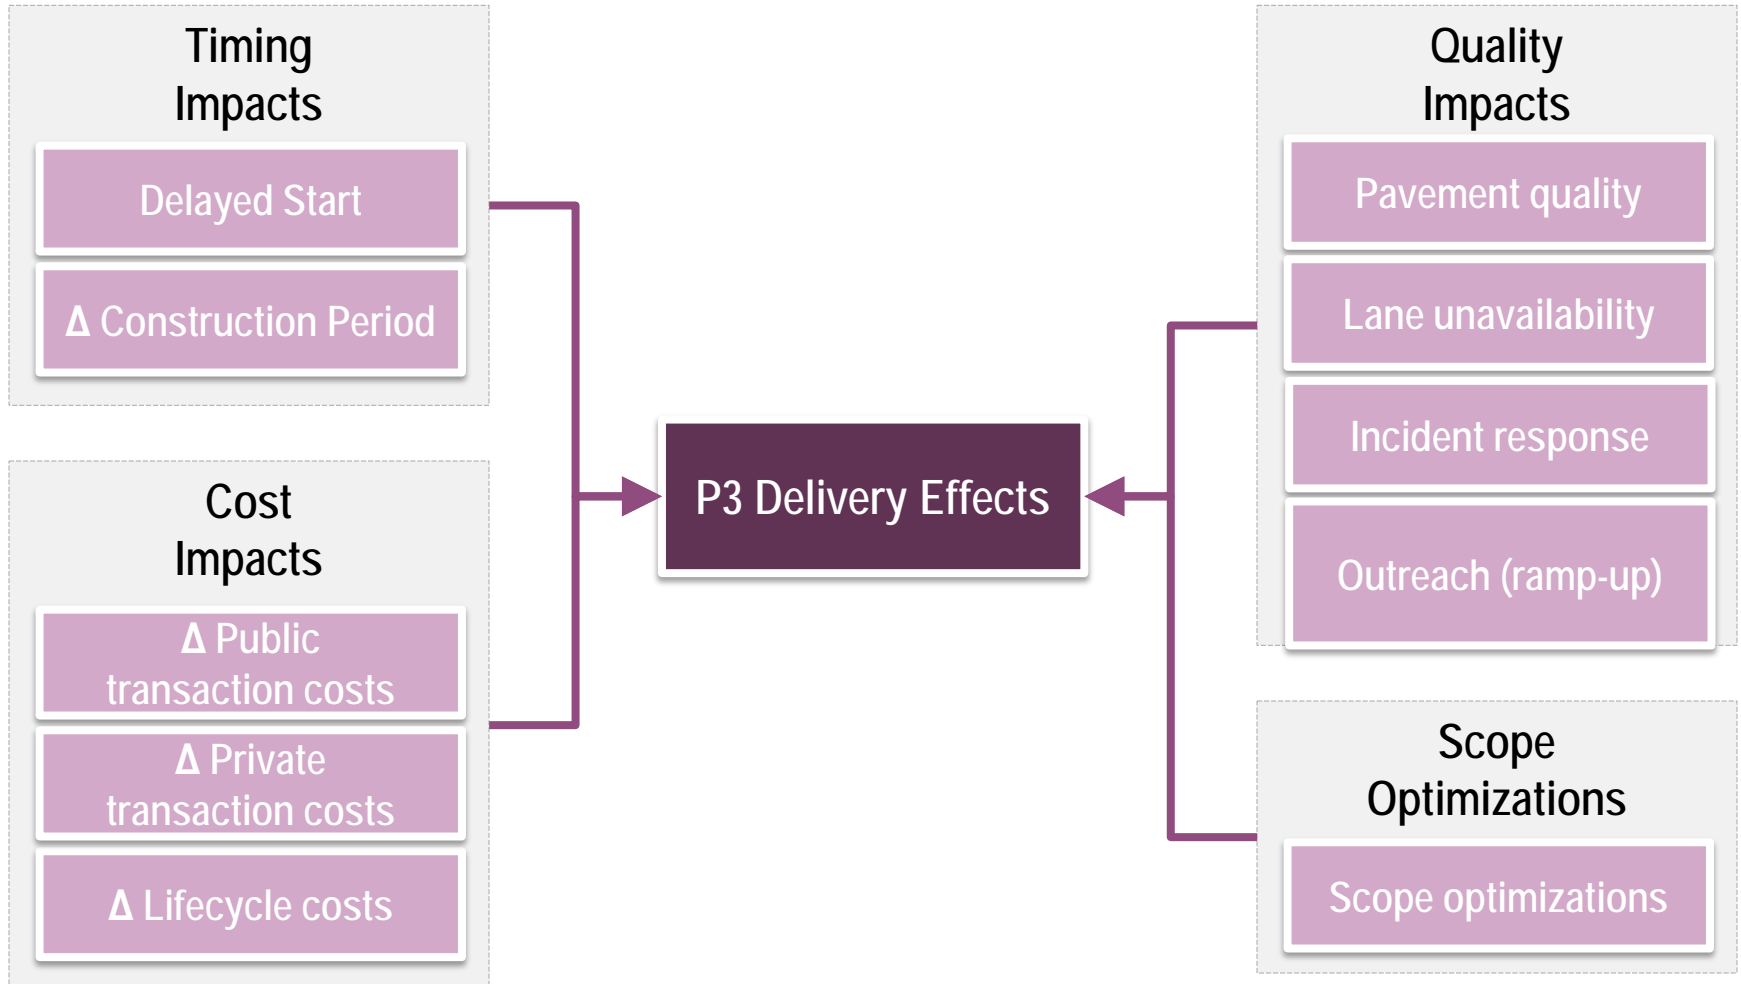 Timing
Impacts
Delayed Start
Δ Construction Period
Cost
Impacts
Δ Public
transaction costs
Δ Private
transaction costs
Δ Lifecycle costs
P3 Delivery Effects
Quality
Impacts
Pavement quality
Lane unavailability
Incident response
Outreach (ramp-up)
Scope
Optimizations
Scope optimizations